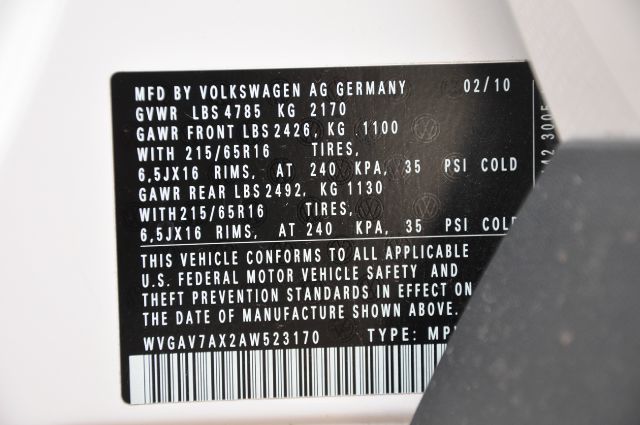 MFD BY VOLKSWAGEN AG GERMANY 02/10
GVWR LBS 4785 KG 2170
GAWR FRONT LBS 2426, KG 1100
WITH 215/65R16 TIRES,
6,5JX16 RIMS, AT 240 KPA, 35 PSI COLD
GAWR REAR LBS 2492, KG 1130
WITH 215/65R16 TIRES,
6,5JX16 RIMS, AT 240 KPA, 35 PSI COLD
THIS VEHICLE CONFORMS TO ALL APPLICABLE
U.S. FEDERAL MOTOR VEHICLE SAFETY AND
THEFT PREVENTION STANDARDS IN EFFECT ON
THE DATE OF MANUFACTURE SHOWN ABOVE.
WVGAV7AX2AW523170 TYPE: